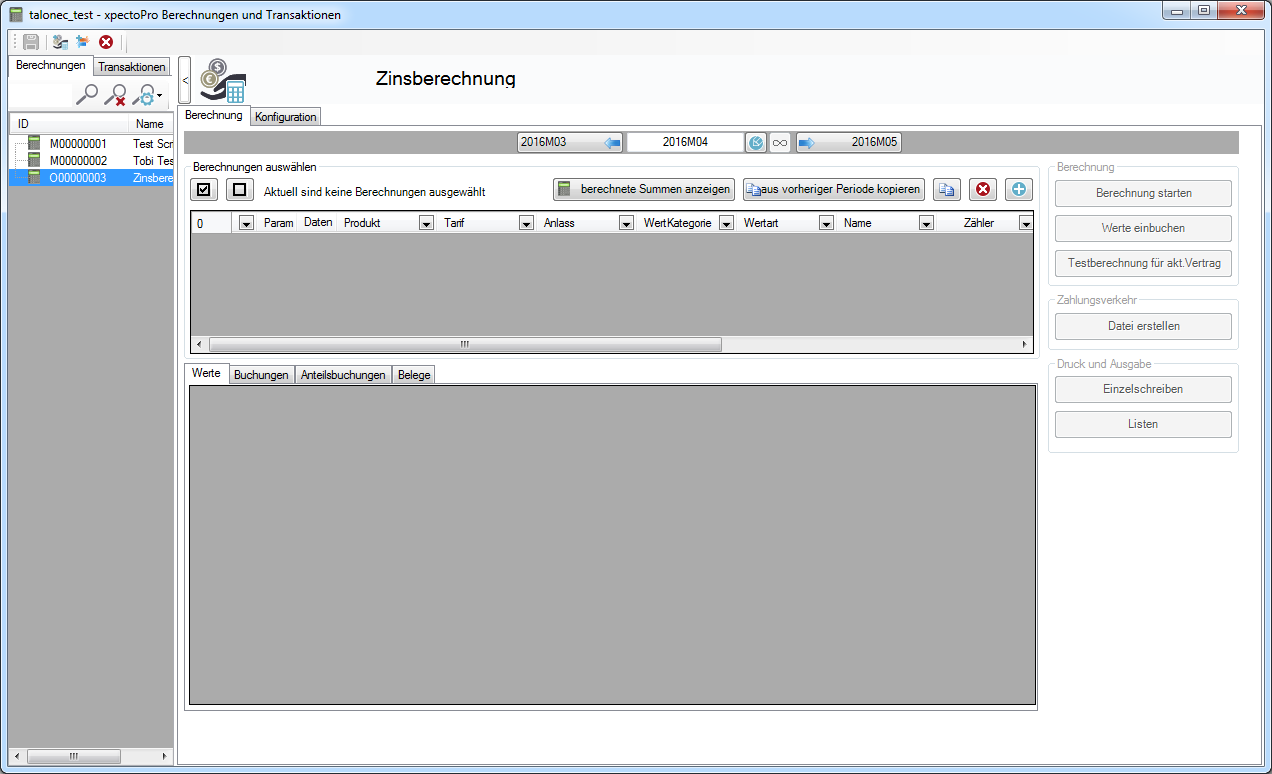 talonec_test - xpectoPro Berechnungen und Transaktionen
Berechnungen Transaktionen
<
Zinsberechnung
ID Name
M00000001 Test Scr
M00000002 Tobi Tes
O00000003 Zinsbere
Berechnung Konfiguration
2016M03 2016M04 2016M05
Berechnungen auswählen
Aktuell sind keine Berechnungen ausgewählt berechnete Summen anzeigen aus vorheriger Periode kopieren
0 Param Daten Produkt Tarif Anlass WertKategorie Wertart Name Zähler
Werte Buchungen Anteilsbuchungen Belege
Berechnung
Berechnung starten
Werte einbuchen
Testberechnung für akt.Vertrag
Zahlungsverkehr
Datei erstellen
Druck und Ausgabe
Einzelschreiben
Listen